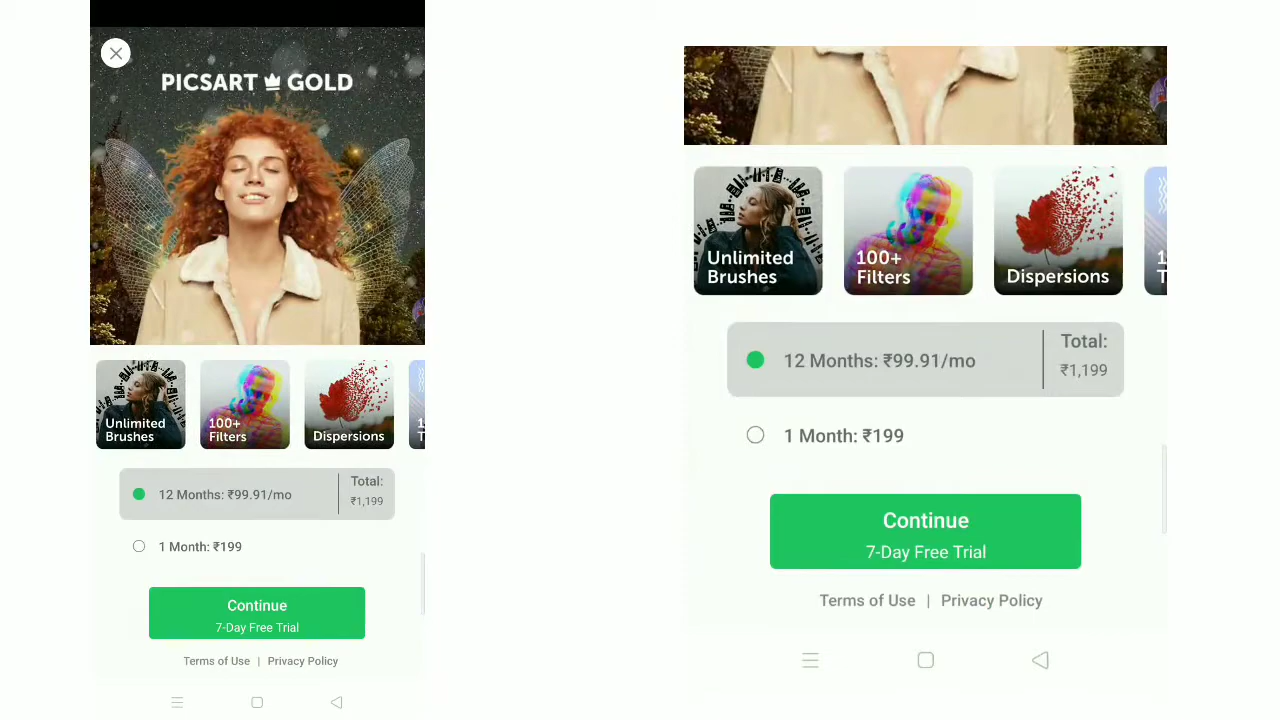 PICSART GOLD
Unlimited
Brushes
100+
Filters
Dispersions
1
T
12 Months: ₹99.91/mo
Total:
₹1,199
1 Month: ₹199
Continue
7-Day Free Trial
Terms of Use | Privacy Policy
Unlimited
Brushes
100+
Filters
Dispersions
1
T
12 Months: ₹99.91/mo
Total:
₹1,199
1 Month: ₹199
Continue
7-Day Free Trial
Terms of Use | Privacy Policy